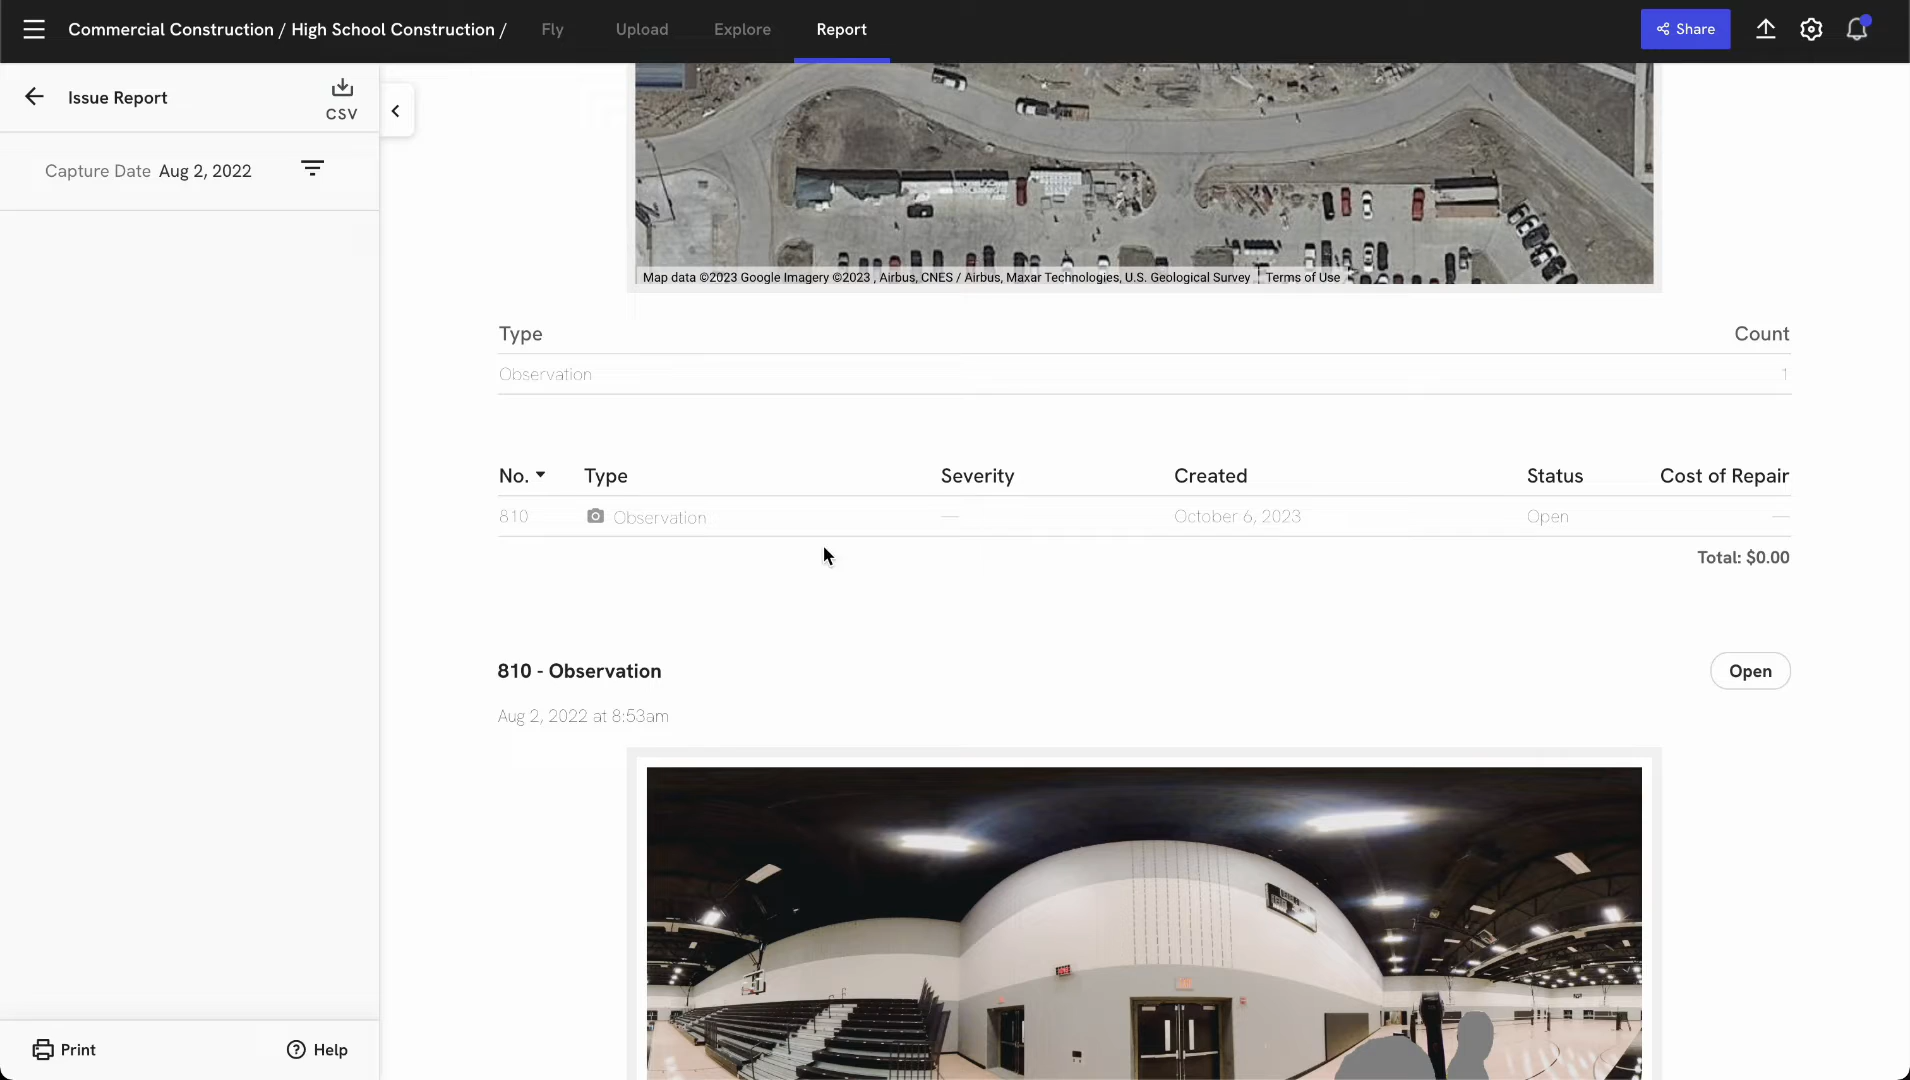 Commercial Construction / High School Construction / Fly Upload Explore Report Share
Issue Report
CSV
Capture Date Aug 2, 2022
Map data ©2023 Google Imagery ©2023 , Airbus, CNES / Airbus, Maxar Technologies, U.S. Geological Survey Terms of Use
Type Count
Observation 1
No. Type Severity Created Status Cost of Repair
810 Observation — October 6, 2023 Open —
Total: $0.00
810 - Observation Open
Aug 2, 2022 at 8:53am
Print Help